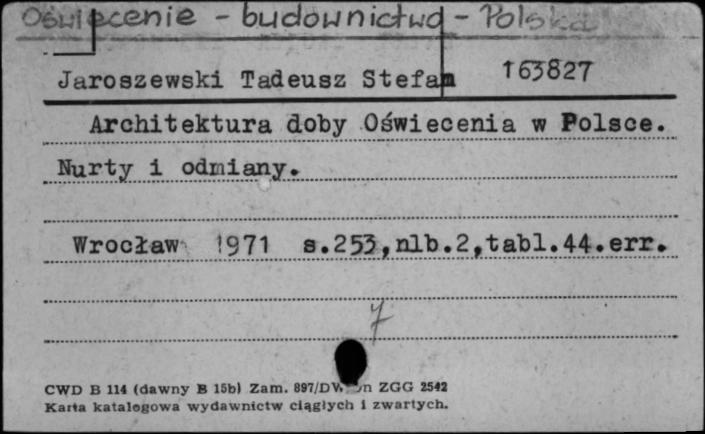 Oświecenie - budownictwo - Polska
Jaroszewski Tadeusz Stefan 163827
Architektura doby Oświecenia w Polsce.
Nurty i odmiany.
Wrocław 1971 s.253,nlb.2,tabl.44.err.
7
CWD B 114 (dawny B 15b) Zam. 897/DW. ZGG 2542
Karta katalogowa wydawnictw ciągłych i zwartych.